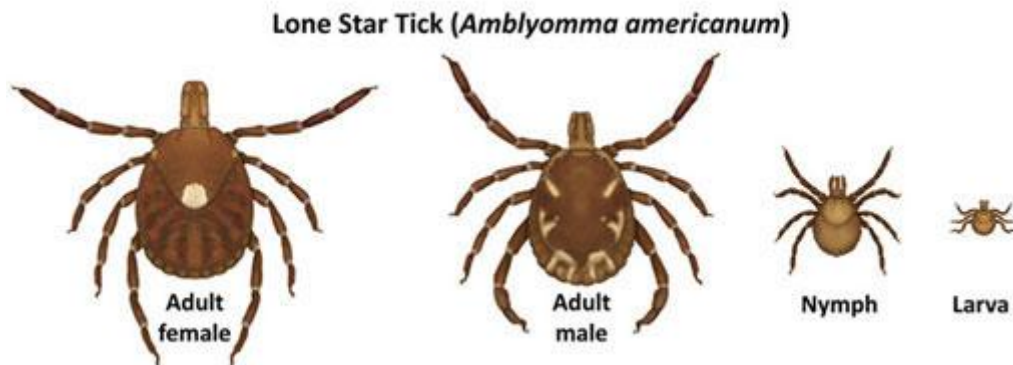 Lone Star Tick (Amblyomma americanum)
Adult
female
Adult
male
Nymph
Larva